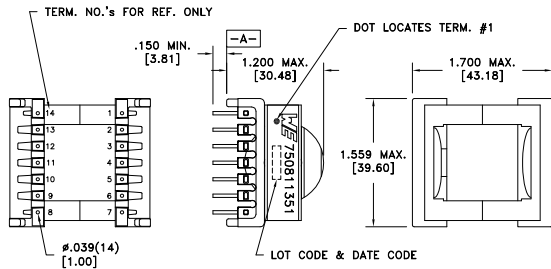 TERM. NO.'s FOR REF. ONLY
.150 MIN.
[3.81]
-A-
1.200 MAX.
[30.48]
DOT LOCATES TERM. #1
1.700 MAX.
[43.18]
14 1
13 2
12 3
11 4
10 5
9 6
8 7
WE 750811351
1.559 MAX.
[39.60]
ø.039(14)
[1.00]
LOT CODE & DATE CODE